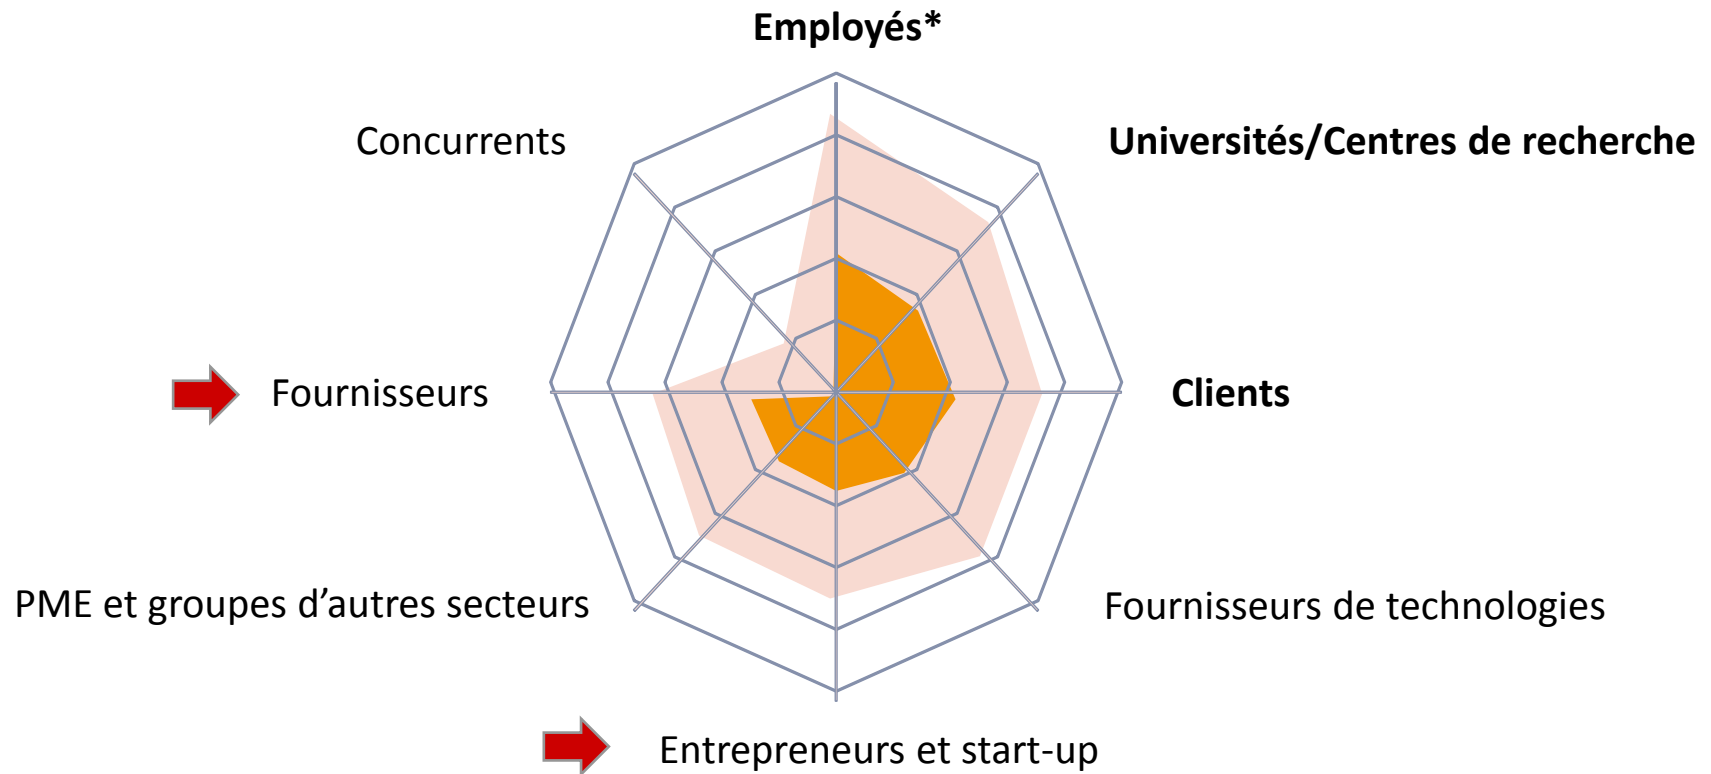 Employés*
Concurrents
Universités/Centres de recherche
Fournisseurs
Clients
PME et groupes d’autres secteurs
Fournisseurs de technologies
Entrepreneurs et start-up